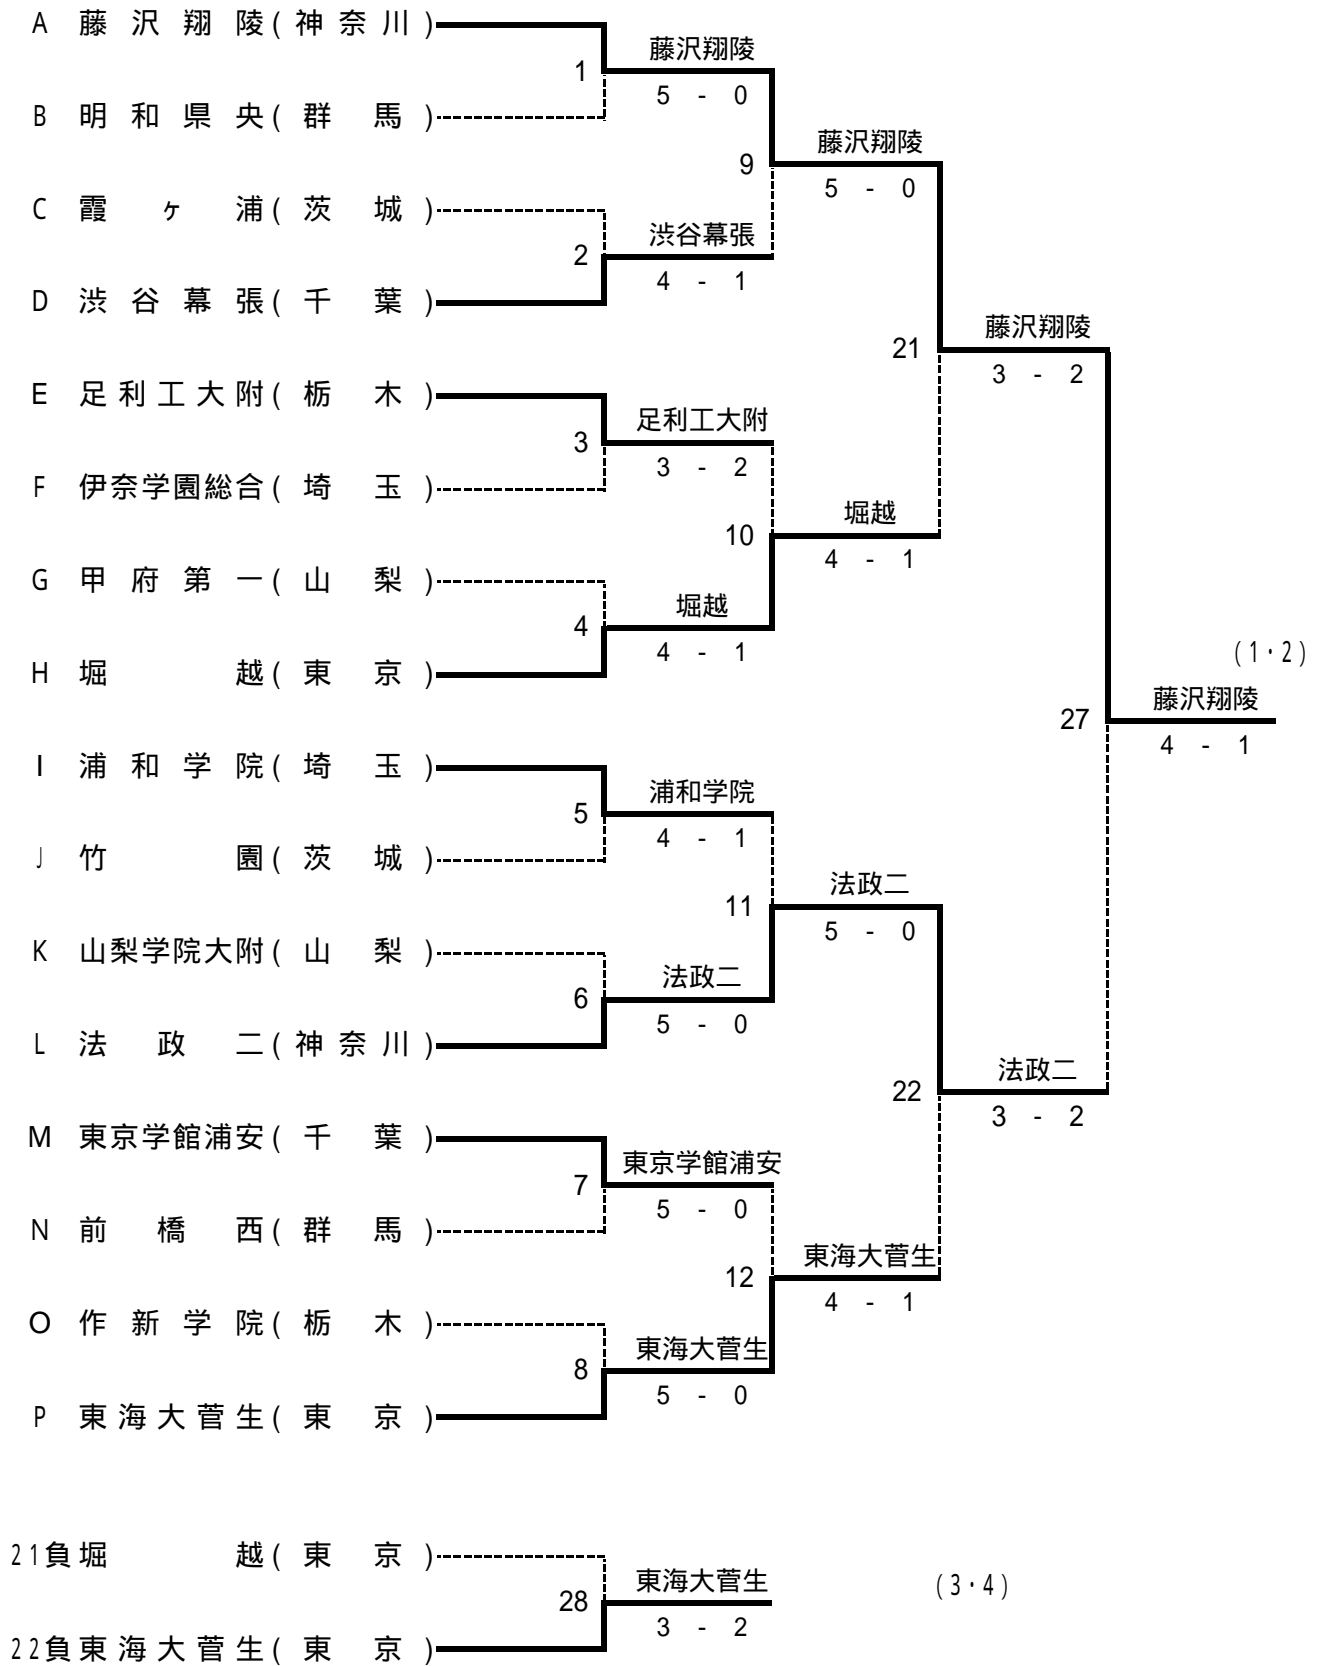 A 藤沢翔陵(神奈川)
藤沢翔陵
1
5 - 0
B 明和県央(群馬)
藤沢翔陵
9
5 - 0
C 霞ヶ浦(茨城)
渋谷幕張
2
4 - 1
D 渋谷幕張(千葉)
藤沢翔陵
21
3 - 2
E 足利工大附(栃木)
足利工大附
3
3 - 2
F 伊奈学園総合(埼玉)
堀越
10
4 - 1
G 甲府第一(山梨)
堀越
4
4 - 1
H 堀越(東京)
(1・2)
藤沢翔陵
27
4 - 1
I 浦和学院(埼玉)
浦和学院
5
4 - 1
J 竹園(茨城)
法政二
11
5 - 0
K 山梨学院大附(山梨)
法政二
6
5 - 0
L 法政二(神奈川)
法政二
22
3 - 2
M 東京学館浦安(千葉)
東京学館浦安
7
5 - 0
N 前橋西(群馬)
東海大菅生
12
4 - 1
O 作新学院(栃木)
東海大菅生
8
5 - 0
P 東海大菅生(東京)
21負堀越(東京)
東海大菅生
(3・4)
28
3 - 2
22負東海大菅生(東京)